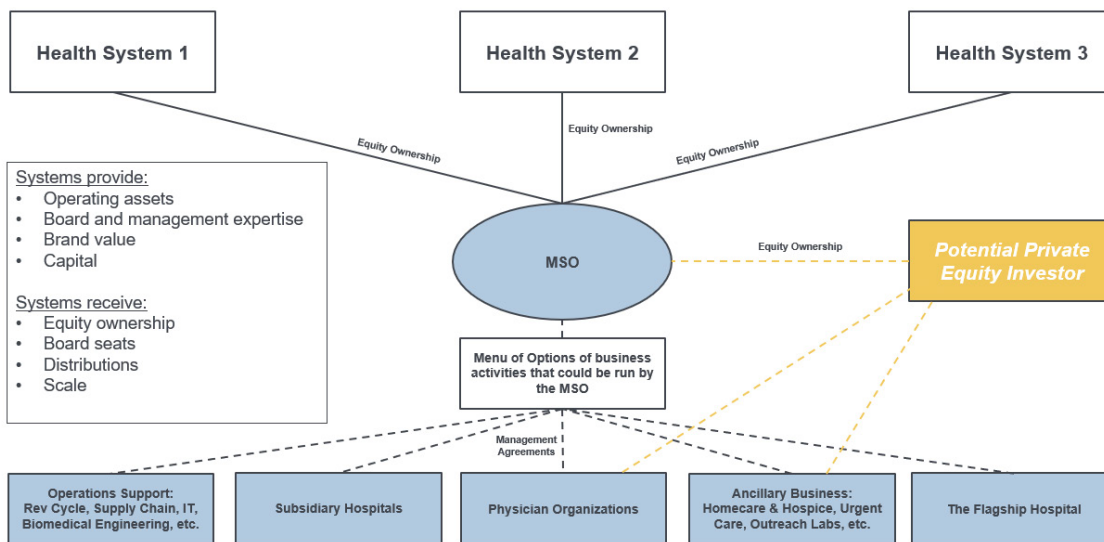 Health System 1
Health System 2
Health System 3
Equity Ownership
Equity Ownership
Equity Ownership
Systems provide:
• Operating assets
• Board and management expertise
• Brand value
• Capital
Systems receive:
• Equity ownership
• Board seats
• Distributions
• Scale
MSO
Equity Ownership
Potential Private
Equity Investor
Menu of Options of business
activities that could be run by
the MSO
Management
Agreements
Operations Support:
Rev Cycle, Supply Chain, IT,
Biomedical Engineering, etc.
Subsidiary Hospitals
Physician Organizations
Ancillary Business:
Homecare & Hospice, Urgent
Care, Outreach Labs, etc.
The Flagship Hospital